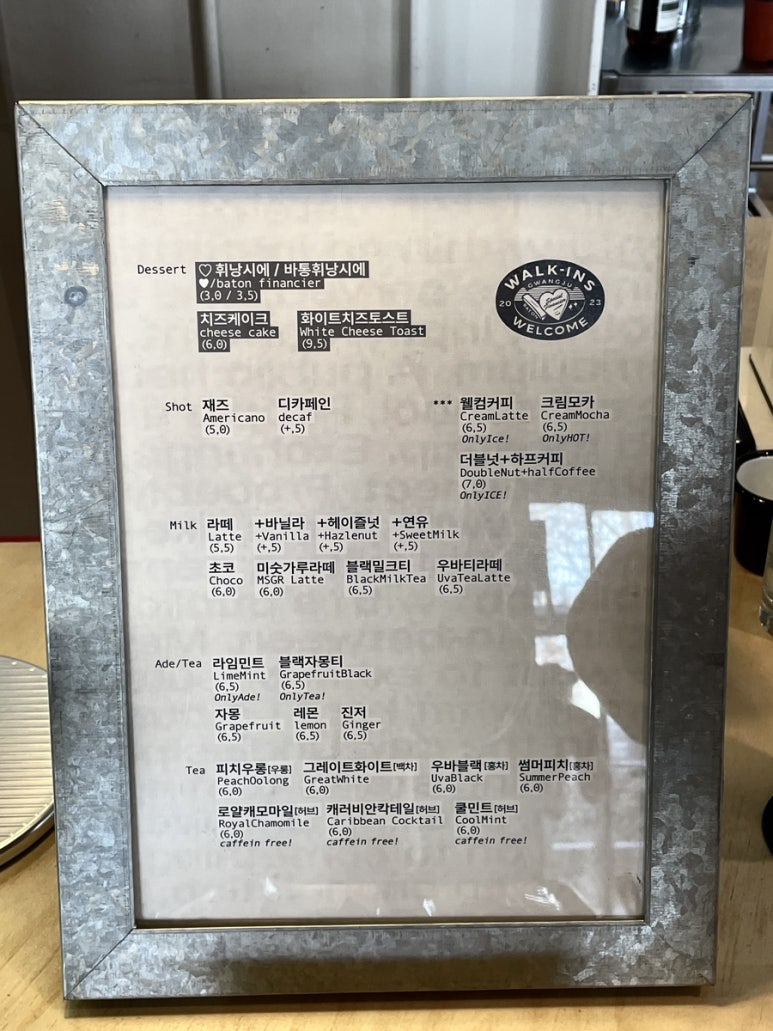 Dessert ♡ 휘낭시에 / 바통휘낭시에
♥/baton financier
(3,0 / 3,5)
치즈케이크 화이트치즈토스트
cheese cake White Cheese Toast
(6,0) (9,5)
WALK-INS
GWANGJU
20 23
WELCOME
Shot 재즈 디카페인
Americano decaf
(5,0) (+,5)
*** 웰컴커피 크림모카
CreamLatte CreamMocha
(6,5) (6,5)
OnlyIce! OnlyHOT!
더블넛+하프커피
DoubleNut+halfCoffee
(7,0)
OnlyICE!
Milk 라떼 +바닐라 +헤이즐넛 +연유
Latte +Vanilla +Hazlenut +SweetMilk
(5,5) (+,5) (+,5) (+,5)
초코 미숫가루라떼 블랙밀크티 우바티라떼
Choco MSGR Latte BlackMilkTea UvaTeaLatte
(6,0) (6,0) (6,5) (6,5)
Ade/Tea 라임민트 블랙자몽티
LimeMint GrapefruitBlack
(6,5) (6,5)
OnlyAde! OnlyTea!
자몽 레몬 진저
Grapefruit lemon Ginger
(6,5) (6,5) (6,5)
Tea 피치우롱[우롱] 그레이트화이트[백차] 우바블랙[홍차] 썸머피치[홍차]
PeachOolong GreatWhite UvaBlack SummerPeach
(6,0) (6,0) (6,0) (6,0)
로얄캐모마일[허브] 캐러비안칵테일[허브] 쿨민트[허브]
RoyalChamomile Caribbean Cocktail CoolMint
(6,0) (6,0) (6,0)
caffein free! caffein free! caffein free!